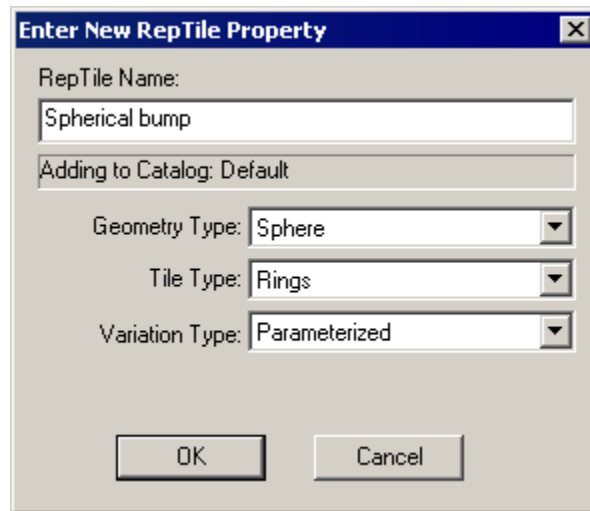 Enter New RepTile Property
RepTile Name:
Spherical bump
Adding to Catalog: Default
Geometry Type: Sphere
Tile Type: Rings
Variation Type: Parameterized
OK Cancel